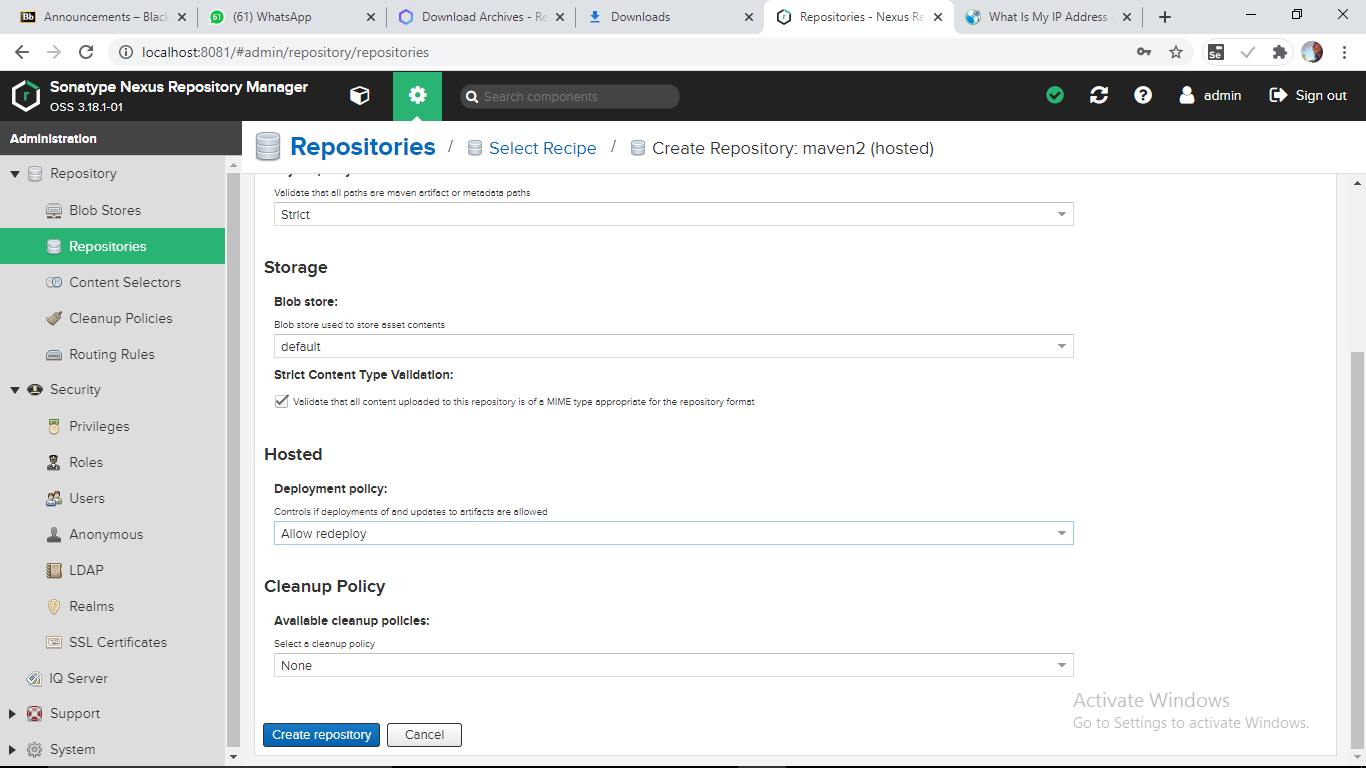 Announcements – Blac
(61) WhatsApp
Download Archives - Re
Downloads
Repositories - Nexus Re
What Is My IP Address
localhost:8081/#admin/repository/repositories
Sonatype Nexus Repository Manager
OSS 3.18.1-01
Search components
admin
Sign out
Administration
Repositories / Select Recipe / Create Repository: maven2 (hosted)
Repository
Blob Stores
Repositories
Content Selectors
Cleanup Policies
Routing Rules
Security
Privileges
Roles
Users
Anonymous
LDAP
Realms
SSL Certificates
IQ Server
Support
System
Validate that all paths are maven artifact or metadata paths
Strict
Storage
Blob store:
Blob store used to store asset contents
default
Strict Content Type Validation:
Validate that all content uploaded to this repository is of a MIME type appropriate for the repository format
Hosted
Deployment policy:
Controls if deployments of and updates to artifacts are allowed
Allow redeploy
Cleanup Policy
Available cleanup policies:
Select a cleanup policy
None
Create repository
Cancel
Activate Windows
Go to Settings to activate Windows.